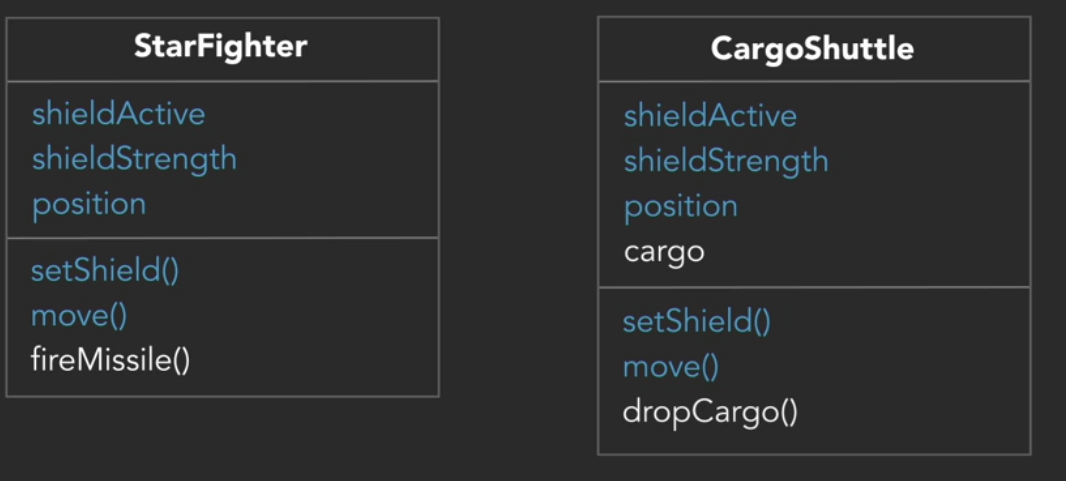 StarFighter
shieldActive
shieldStrength
position
setShield()
move()
fireMissile()
CargoShuttle
shieldActive
shieldStrength
position
cargo
setShield()
move()
dropCargo()